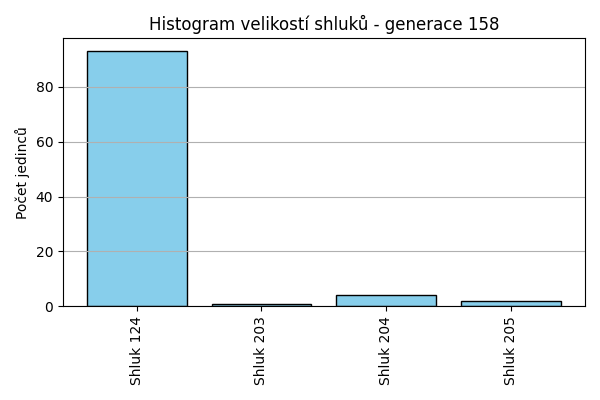 Histogram velikostí shluků - generace 158
Počet jedinců
80
60
40
20
0
Shluk 124
Shluk 203
Shluk 204
Shluk 205